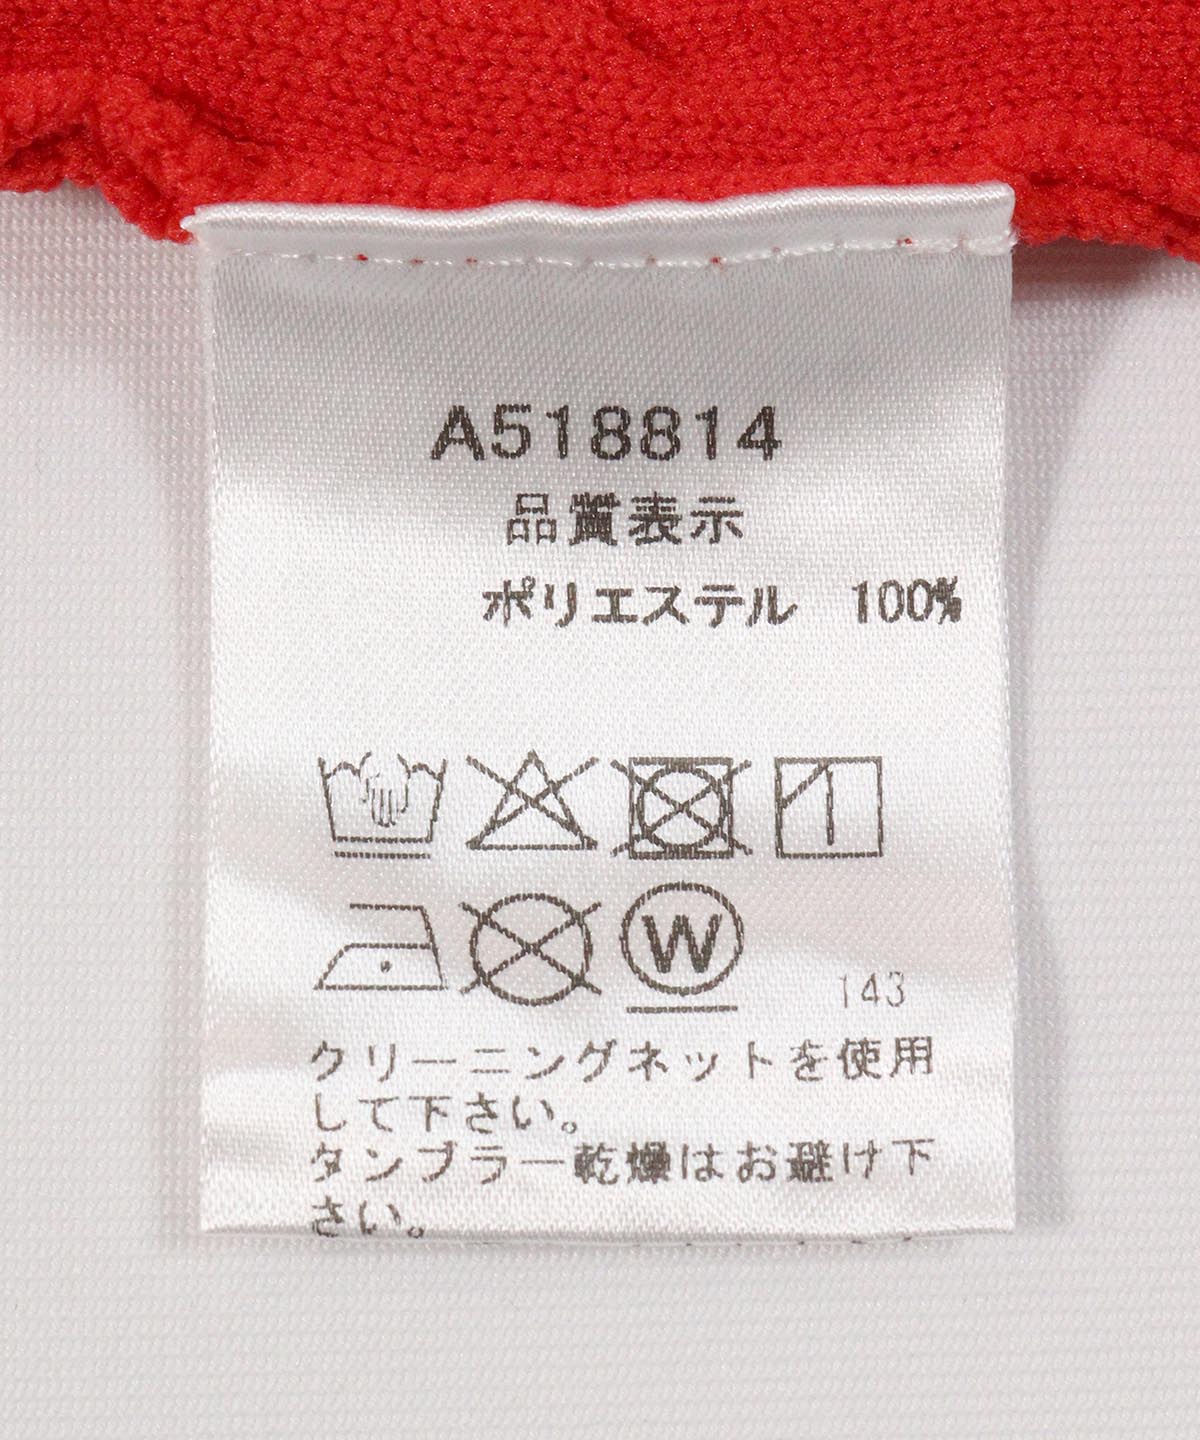 A518814
品質表示
ポリエステル 100%
W
143
クリーニングネットを使用
して下さい。
タンブラー乾燥はお避け下
さい。